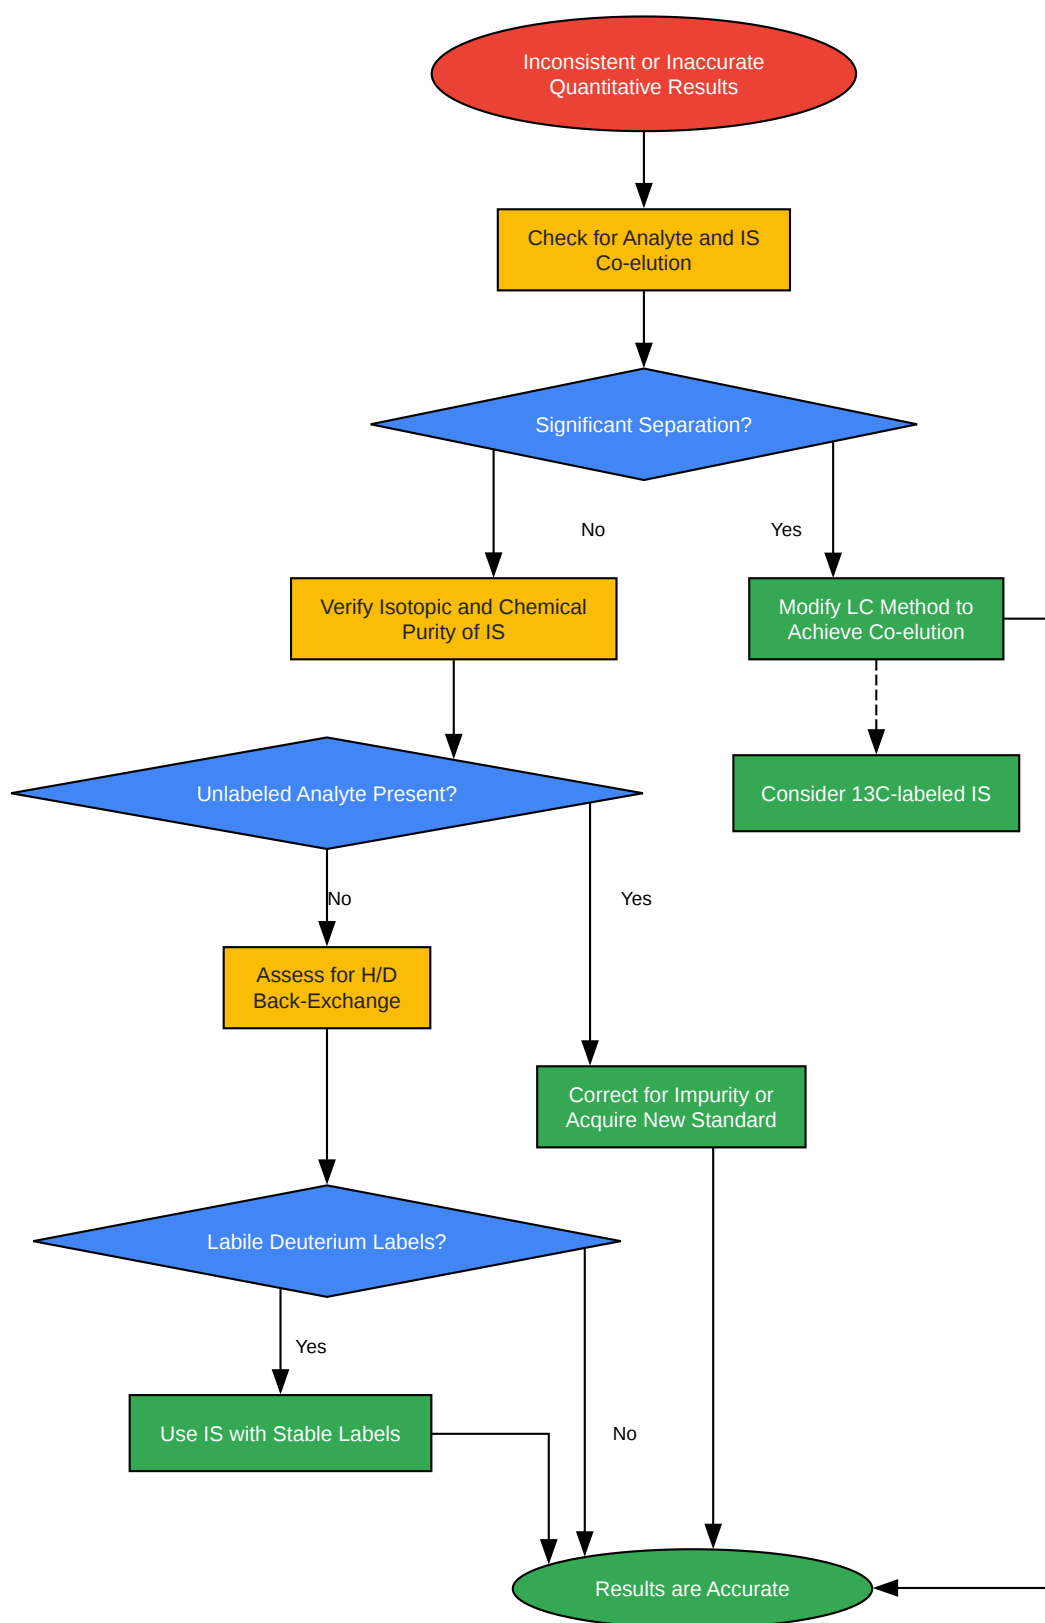 Inconsistent or Inaccurate
Quantitative Results
Check for Analyte and IS
Co-elution
Significant Separation?
No
Yes
Verify Isotopic and Chemical
Purity of IS
Modify LC Method to
Achieve Co-elution
Unlabeled Analyte Present?
Consider 13C-labeled IS
No
Yes
Assess for H/D
Back-Exchange
Correct for Impurity or
Acquire New Standard
Labile Deuterium Labels?
Yes
Use IS with Stable Labels
No
Results are Accurate